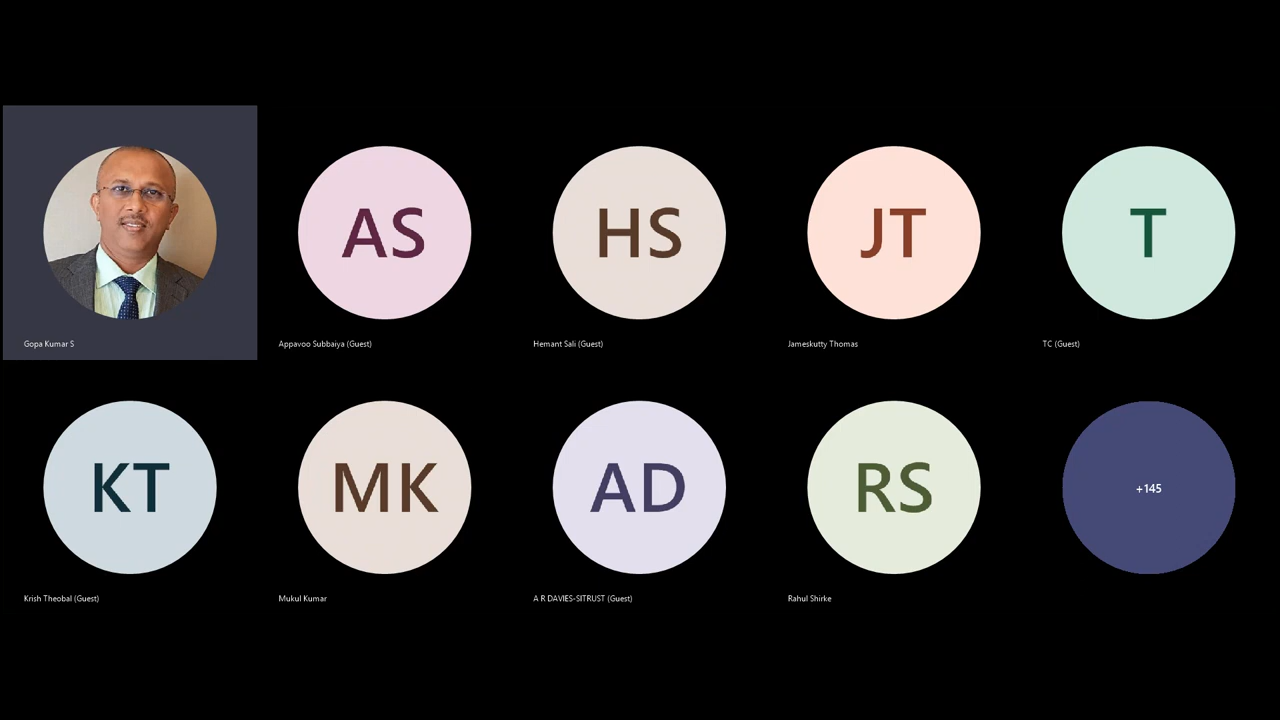 AS
HS
JT
T
Gopa Kumar S
Appavoo Subbaiya (Guest)
Hemant Sali (Guest)
Jameskutty Thomas
TC (Guest)
KT
MK
AD
RS
+145
Krish Theobal (Guest)
Mukul Kumar
A R DAVIES-SITRUST (Guest)
Rahul Shirke